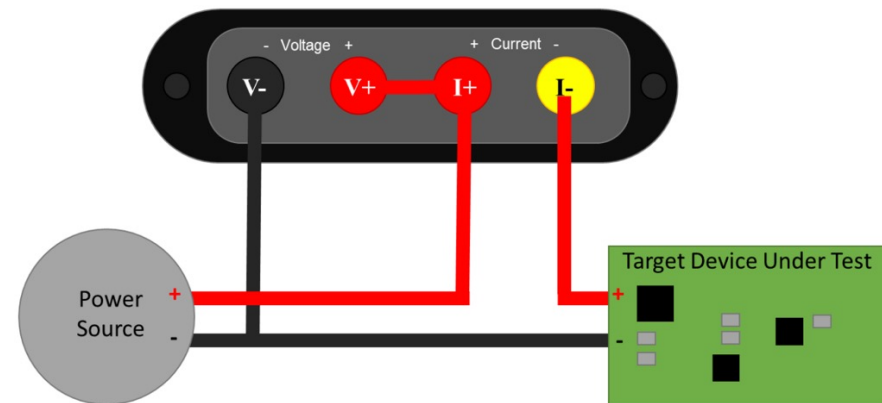 - Voltage + + Current -
V- V+ I+ I-
Target Device Under Test
Power
Source
+
-
+
-